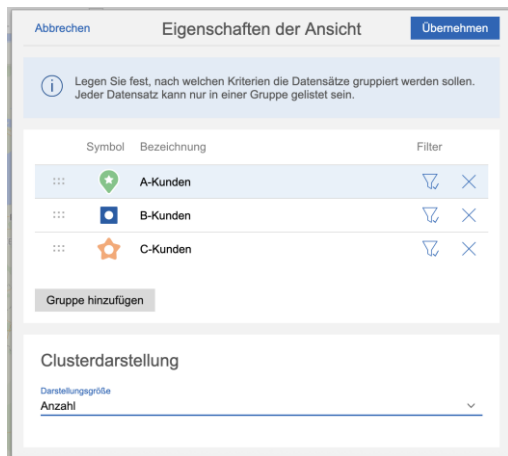 Abbrechen Eigenschaften der Ansicht Übernehmen
Legen Sie fest, nach welchen Kriterien die Datensätze gruppiert werden sollen.
Jeder Datensatz kann nur in einer Gruppe gelistet sein.
Symbol Bezeichnung Filter
A-Kunden
B-Kunden
C-Kunden
Gruppe hinzufügen
Clusterdarstellung
Darstellungsgröße
Anzahl